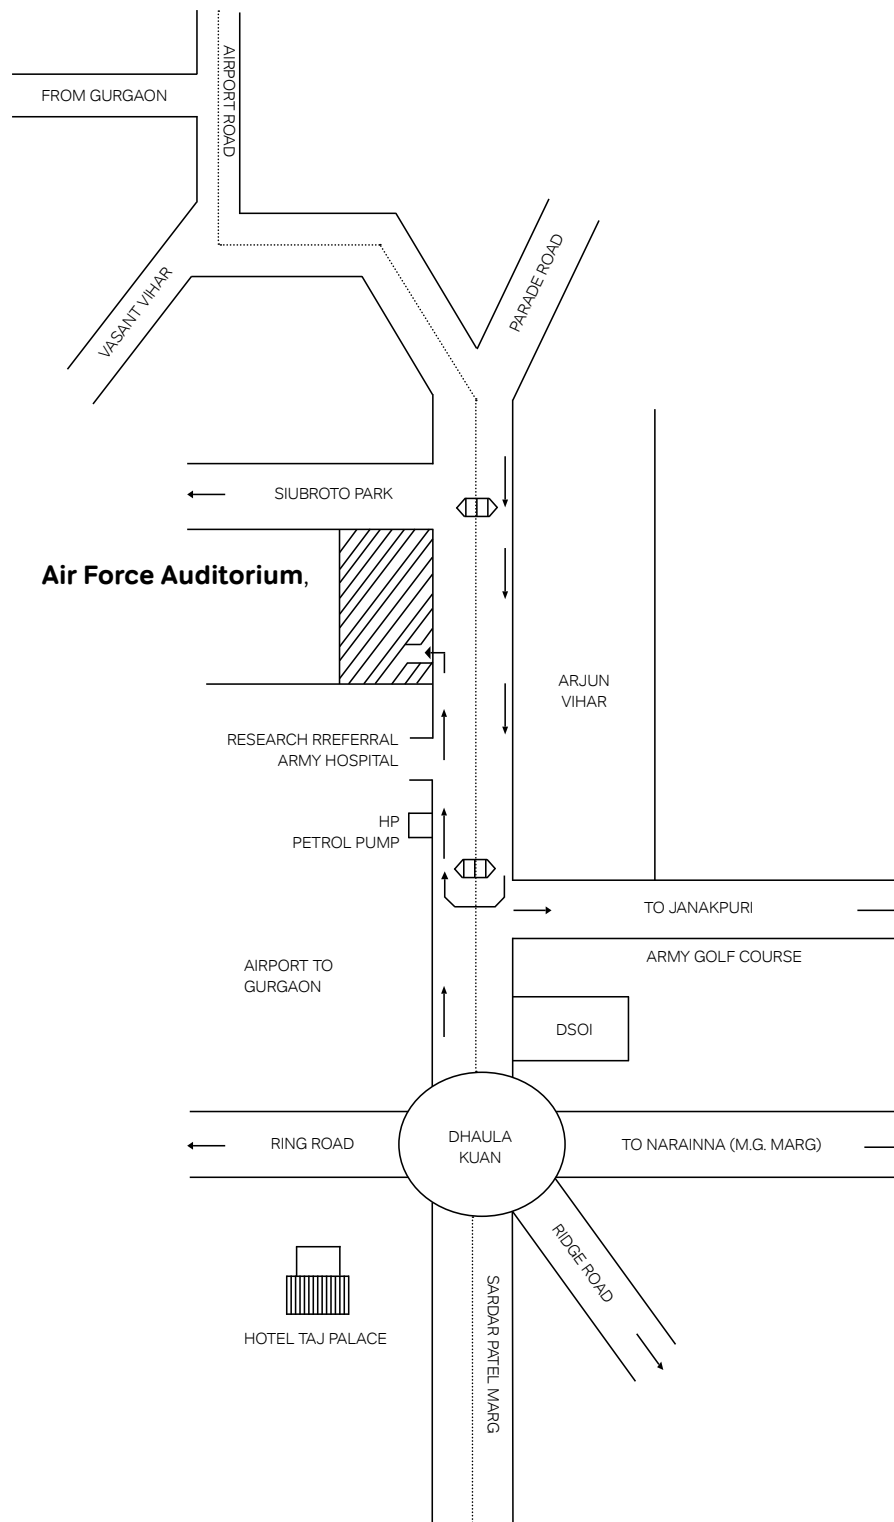 AIRPORT ROAD
FROM GURGAON
PARADE ROAD
VASANT VIHAR
SIUBROTO PARK
Air Force Auditorium,
ARJUN
VIHAR
RESEARCH RREFERRAL
ARMY HOSPITAL
HP
PETROL PUMP
TO JANAKPURI
ARMY GOLF COURSE
AIRPORT TO
GURGAON
DSOI
RING ROAD
DHAULA
KUAN
TO NARAINNA (M.G. MARG)
RIDGE ROAD
SARDAR PATEL MARG
HOTEL TAJ PALACE